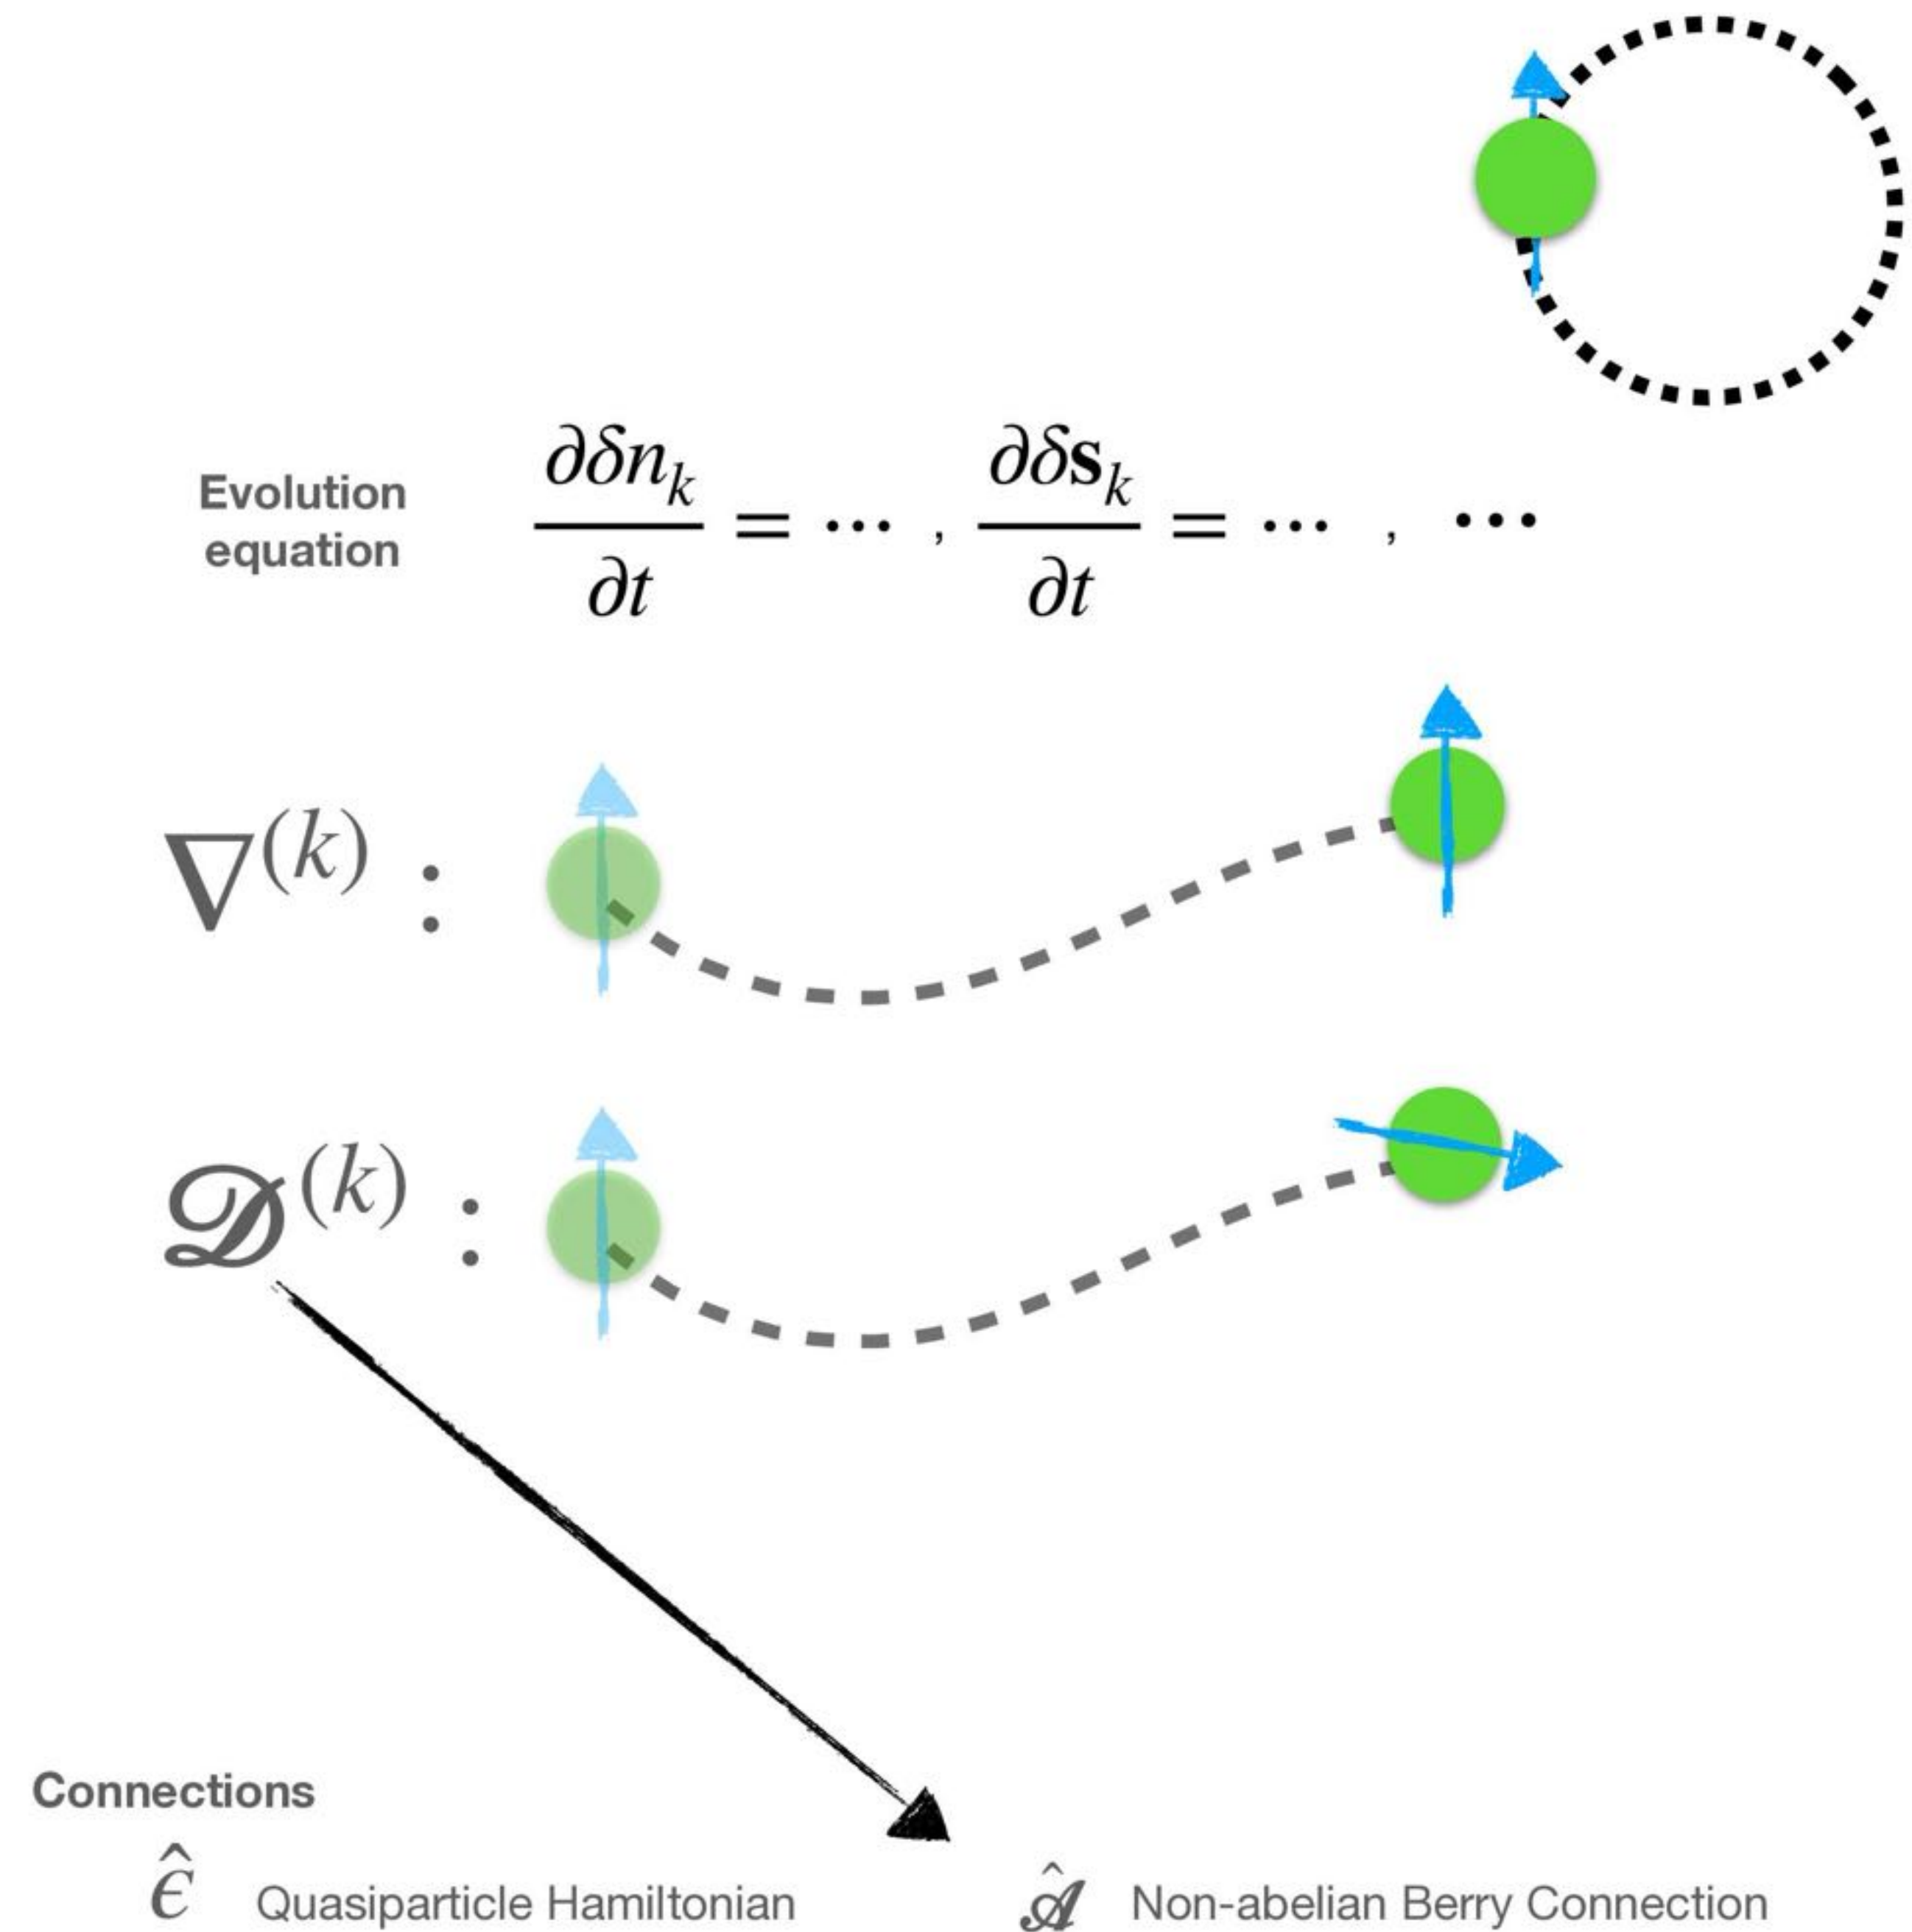 Evolution
equation
∂δn_k/∂t = ··· , ∂δ𝐬_k/∂t = ··· , ···
∇^(k) :
𝒟^(k) :
Connections
ϵ̂ Quasiparticle Hamiltonian
𝒜̂ Non-abelian Berry Connection